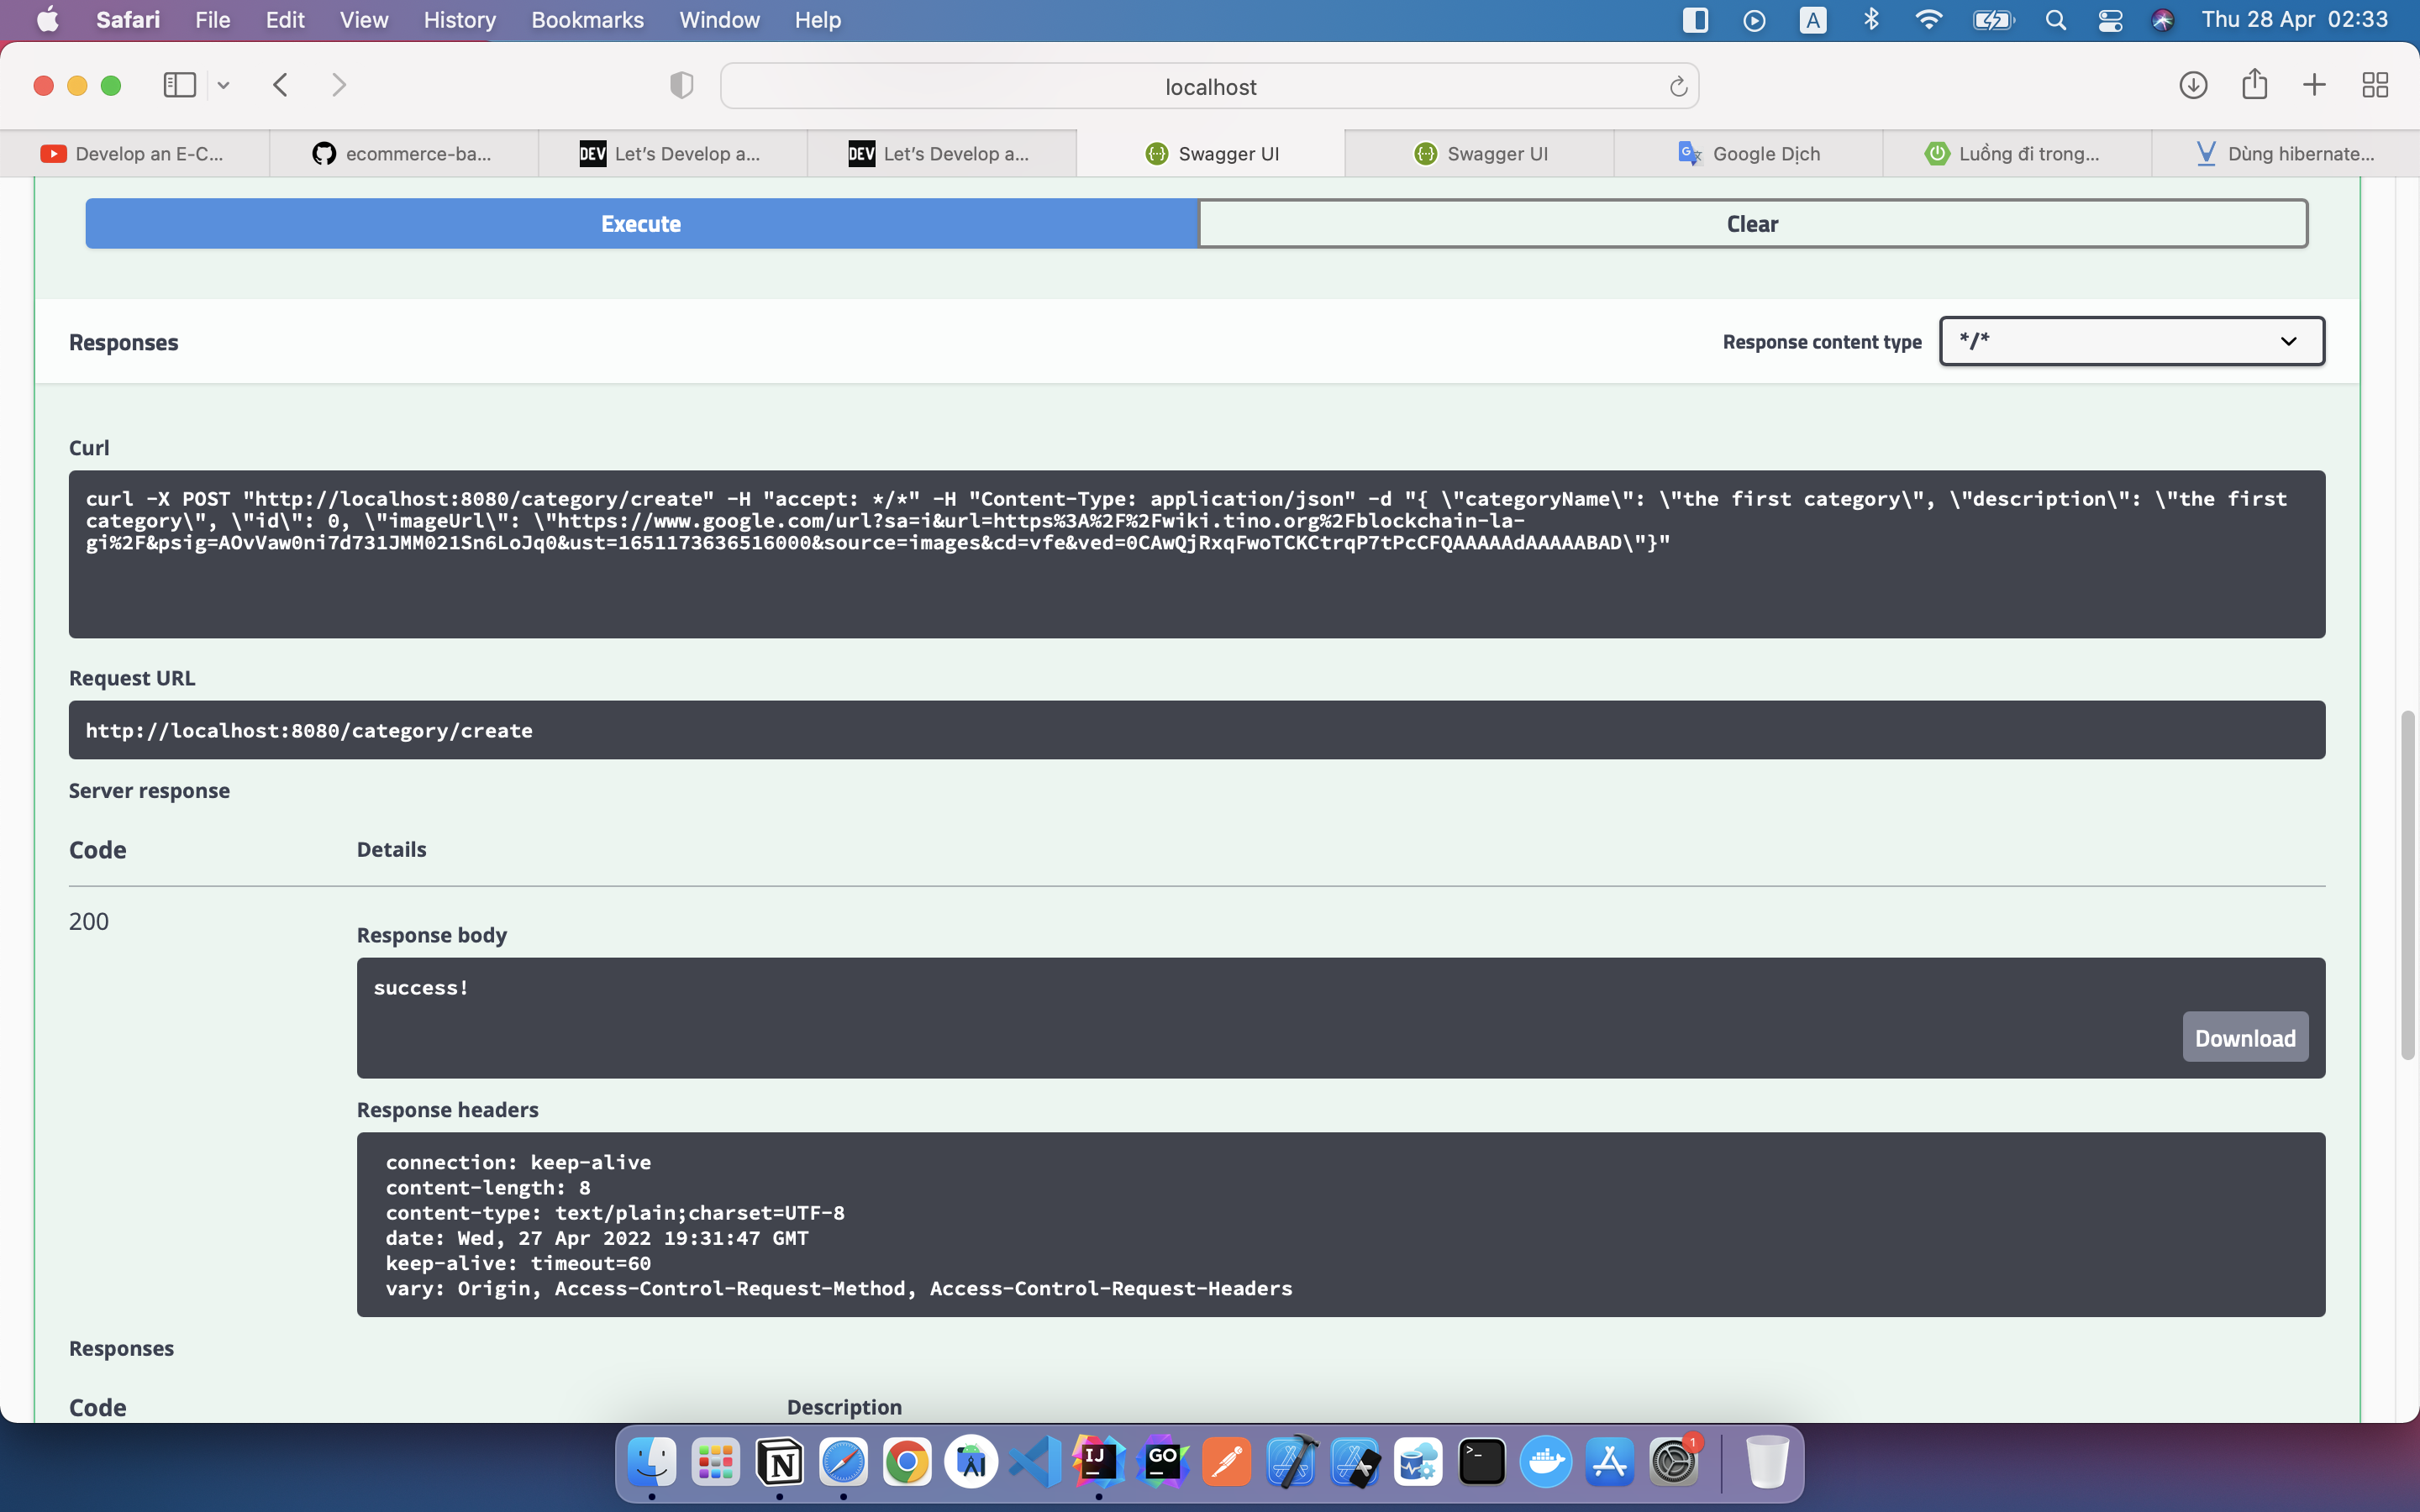 Safari File Edit View History Bookmarks Window Help A Thu 28 Apr 02:33
localhost
Develop an E-C... ecommerce-ba... DEV Let's Develop a... DEV Let's Develop a... Swagger UI Swagger UI Google Dịch Luồng đi trong... Dùng hibernate...
Execute Clear
Responses Response content type */*
Curl
curl -X POST "http://localhost:8080/category/create" -H "accept: */*" -H "Content-Type: application/json" -d "{ \"categoryName\": \"the first category\", \"description\": \"the first
category\", \"id\": 0, \"imageUrl\": \"https://www.google.com/url?sa=i&url=https%3A%2F%2Fwiki.tino.org%2Fblockchain-la-
gi%2F&psig=AOvVaw0ni7d731JMM021Sn6LoJq0&ust=1651173636516000&source=images&cd=vfe&ved=0CAwQjRxqFwoTCKCtrqP7tPcCFQAAAAAdAAAAABAD\"}"
Request URL
http://localhost:8080/category/create
Server response
Code Details
200
Response body
success!
Download
Response headers
connection: keep-alive
content-length: 8
content-type: text/plain;charset=UTF-8
date: Wed, 27 Apr 2022 19:31:47 GMT
keep-alive: timeout=60
vary: Origin, Access-Control-Request-Method, Access-Control-Request-Headers
Responses
Code Description
N IJ GO >_ 1